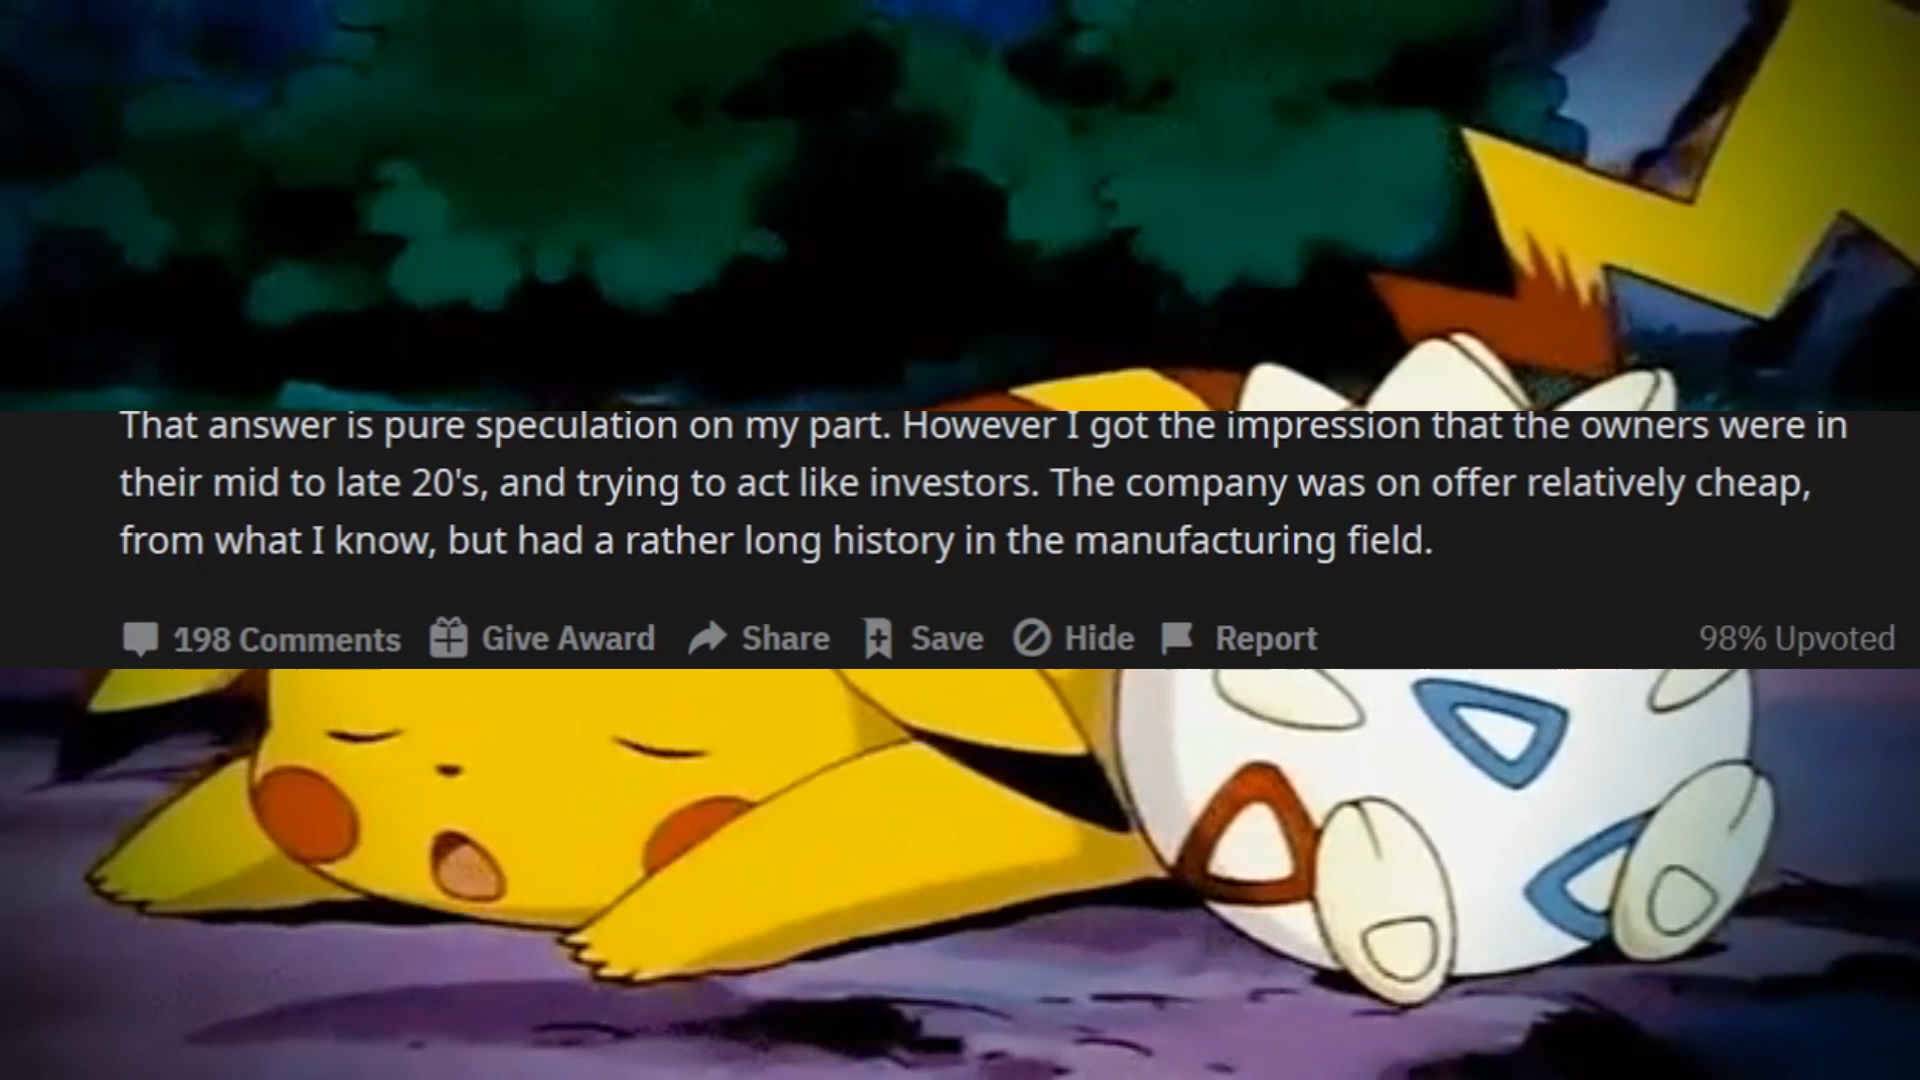 That answer is pure speculation on my part. However I got the impression that the owners were in
their mid to late 20's, and trying to act like investors. The company was on offer relatively cheap,
from what I know, but had a rather long history in the manufacturing field.
198 Comments Give Award Share Save Hide Report 98% Upvoted